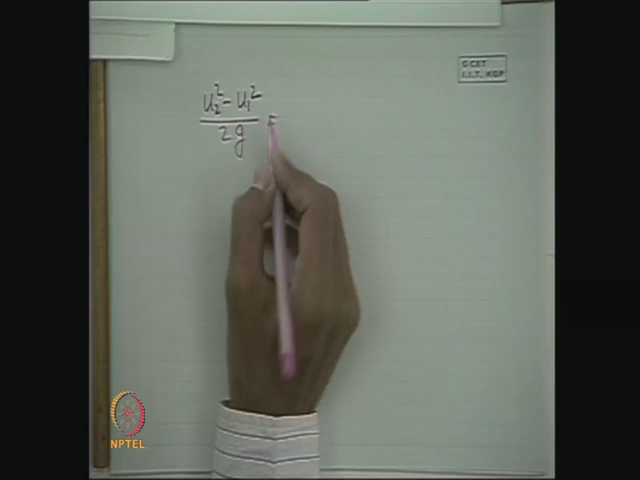 G CET
I.I.T. KGP
u₂² - u₁²
2g
=
NPTEL